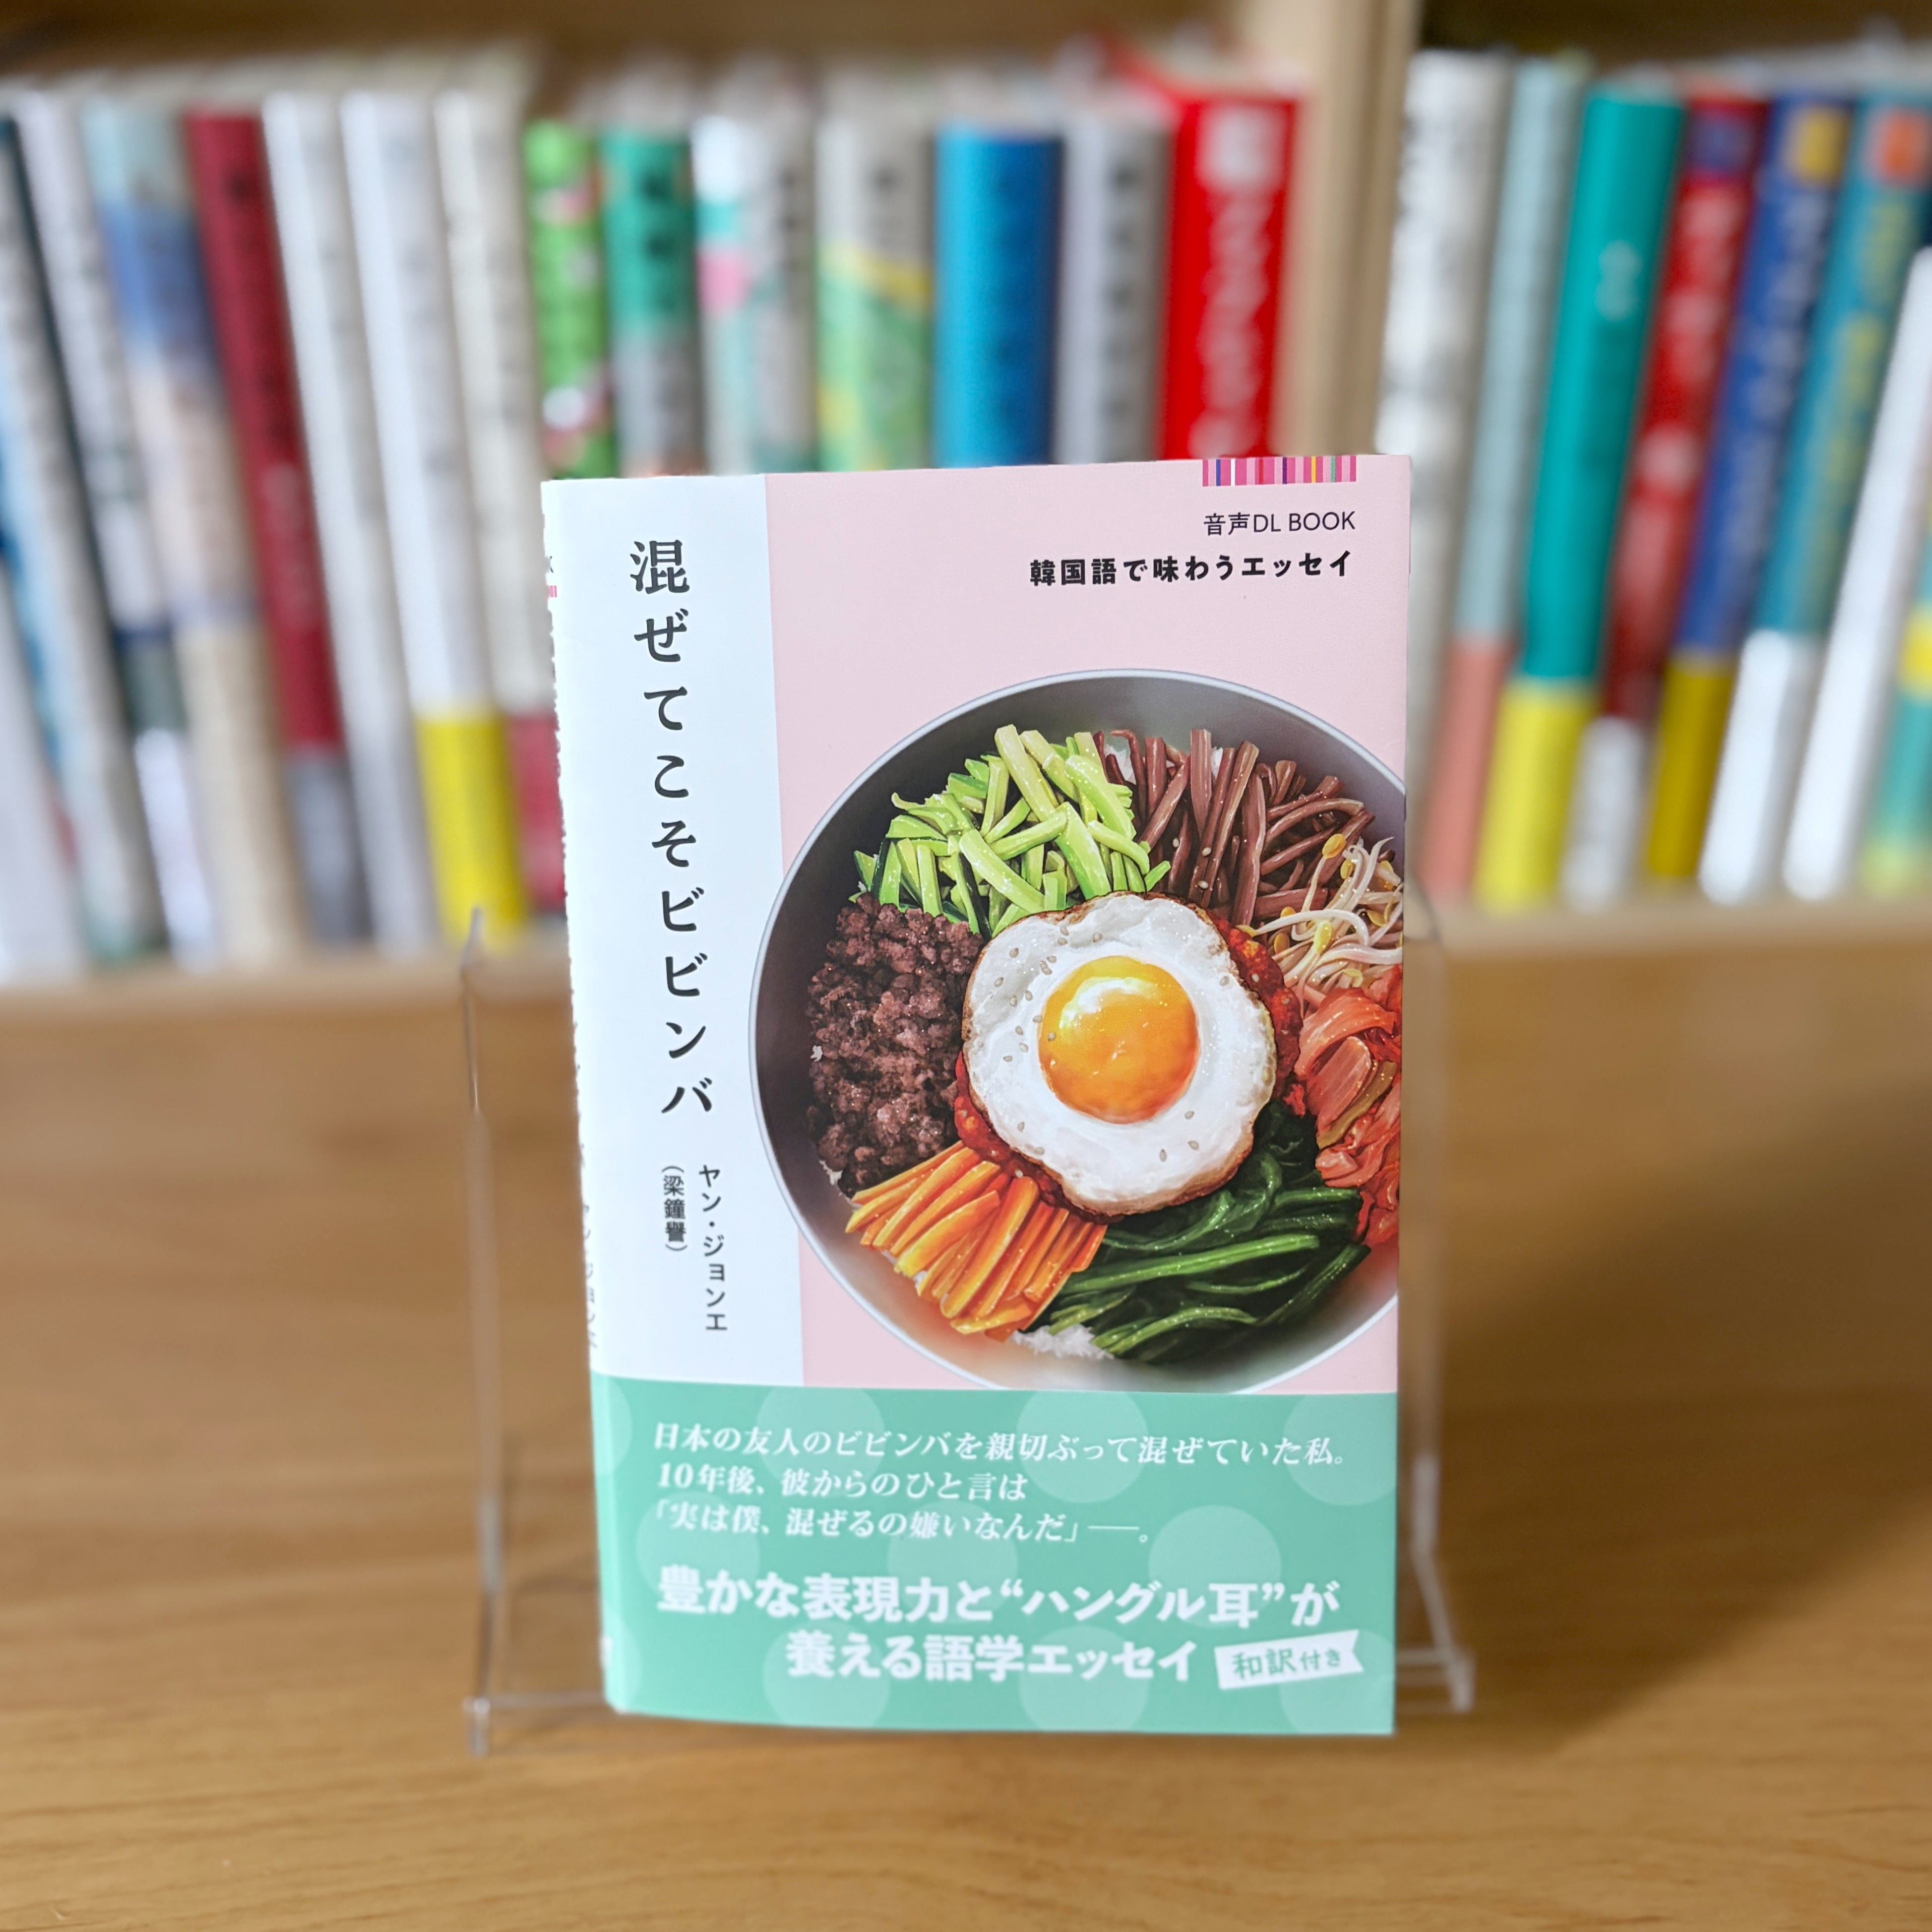 音声DL BOOK
韓国語で味わうエッセイ
混ぜてこそビビンバ
ヤン・ジョンエ
（梁鐘譽）
日本の友人のビビンバを親切ぶって混ぜていた私。
10年後、彼からのひと言は
「実は僕、混ぜるの嫌いなんだ」──。
豊かな表現力と“ハングル耳”が
養える語学エッセイ
和訳付き